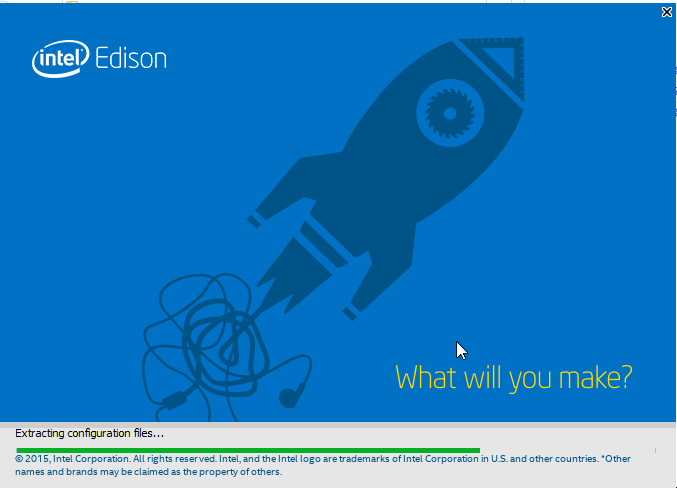 intel Edison
What will you make?
Extracting configuration files...
© 2015, Intel Corporation. All rights reserved. Intel, and the Intel logo are trademarks of Intel Corporation in U.S. and other countries. *Other
names and brands may be claimed as the property of others.